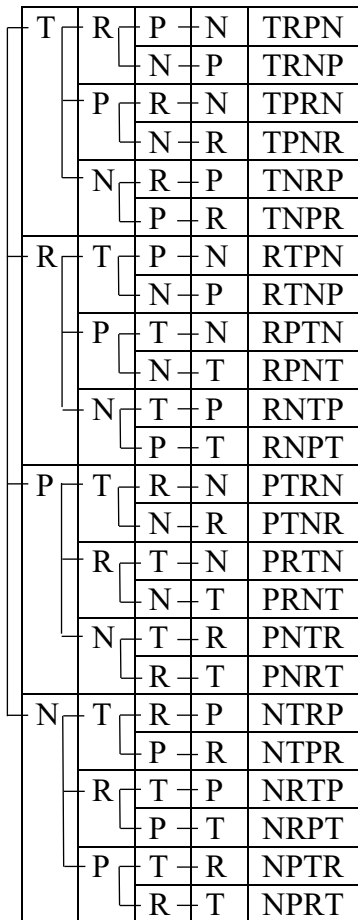 T R P N TRPN
N P TRNP
P R N TPRN
N R TPNR
N R P TNRP
P R TNPR
R T P N RTPN
N P RTNP
P T N RPTN
N T RPNT
N T P RNTP
P T RNPT
P T R N PTRN
N R PTNR
R T N PRTN
N T PRNT
N T R PNTR
R T PNRT
N T R P NTRP
P R NTPR
R T P NRTP
P T NRPT
P T R NPTR
R T NPRT